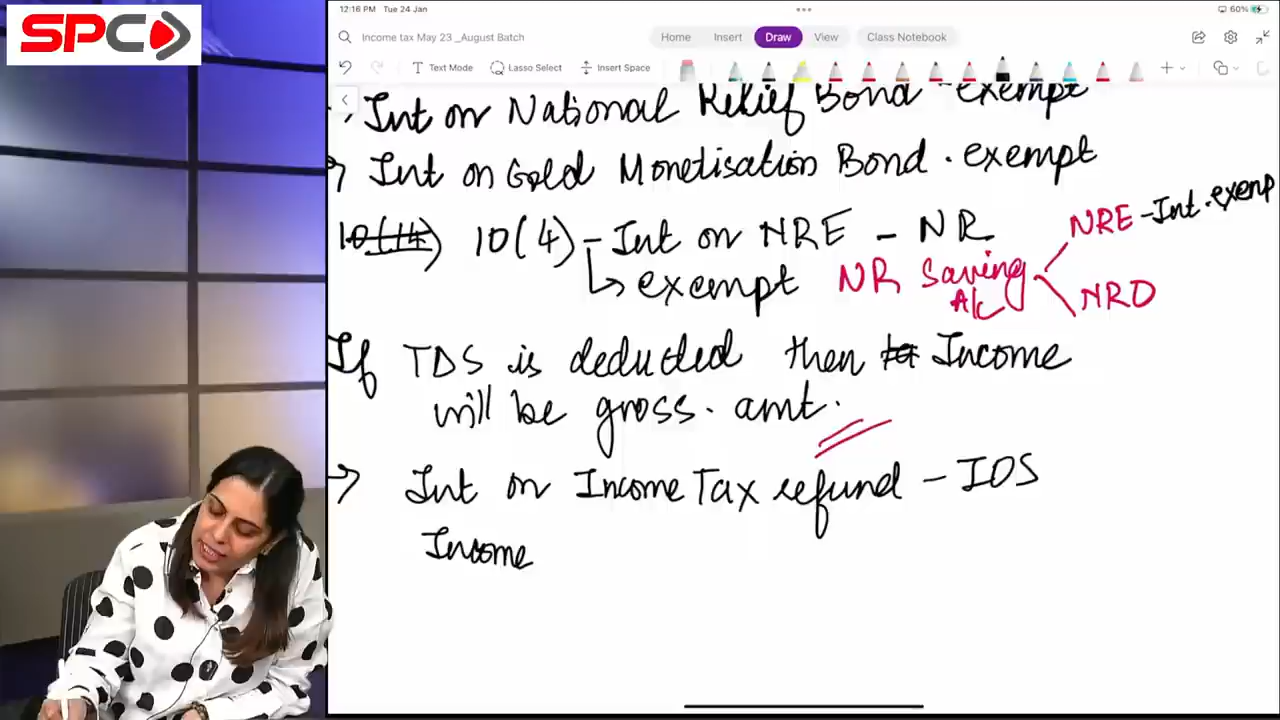 SPC
12:16 PM Tue 24 Jan
60%
Income tax May 23 _August Batch
Home Insert Draw View Class Notebook
Text Mode Lasso Select Insert Space
Int on National Relief Bond - exempt
Int on Gold Monetisation Bond . exempt
10(14) 10(4) - Int on NRE - NR
NRE - Int . exemp
exempt NR Saving A/c
NRO
If TDS is deducted then Income
will be gross . amt .
Int on Income Tax refund - IOS
Income